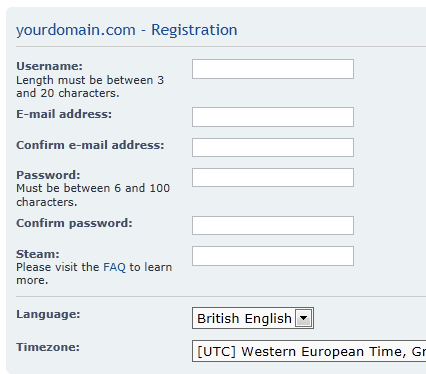 yourdomain.com - Registration
Username:
Length must be between 3
and 20 characters.
E-mail address:
Confirm e-mail address:
Password:
Must be between 6 and 100
characters.
Confirm password:
Steam:
Please visit the FAQ to learn
more.
Language:
British English
Timezone:
[UTC] Western European Time, Gr